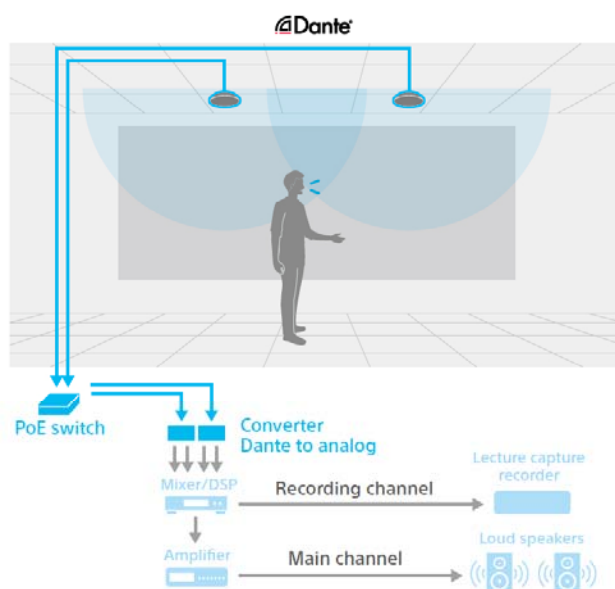 Dante®
PoE switch
Converter
Dante to analog
Mixer/DSP
Recording channel
Lecture capture
recorder
Amplifier
Main channel
Loud speakers